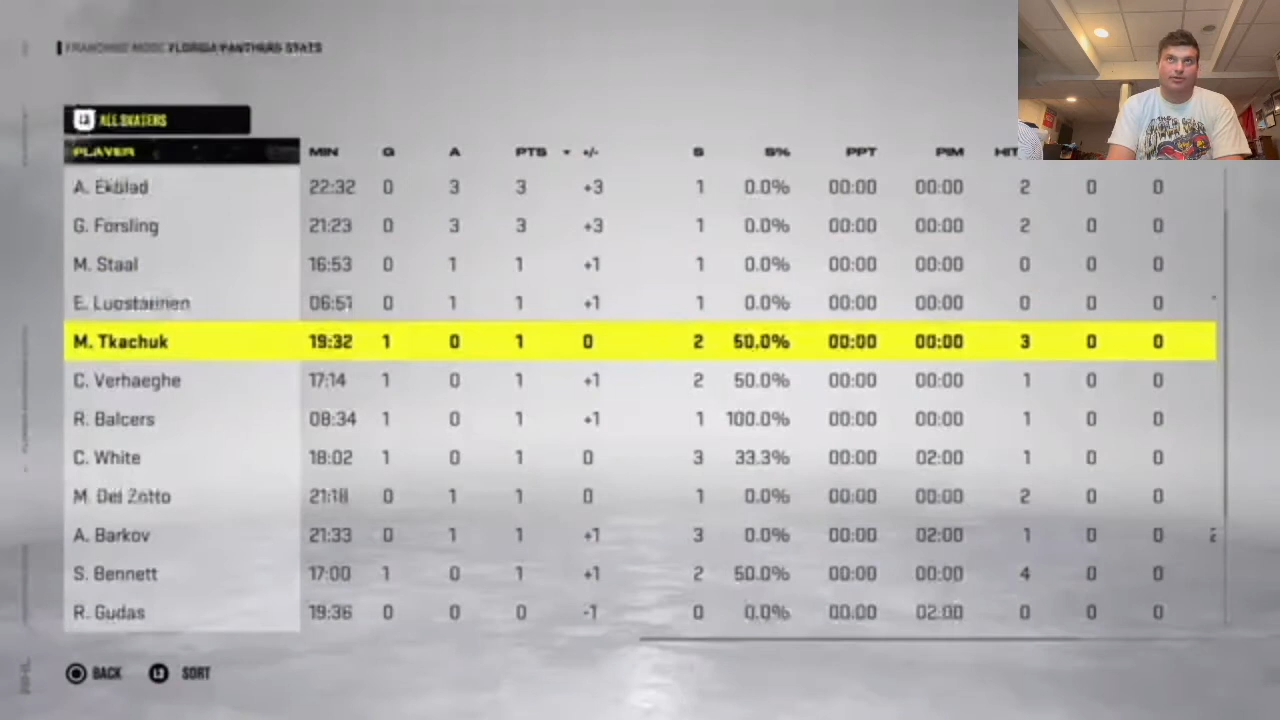 FRANCHISE MODE FLORIDA PANTHERS STATS
L3 ALL SKATERS
PLAYER MIN G A PTS +/- S S% PPT PIM HIT
A. Ekblad 22:32 0 3 3 +3 1 0.0% 00:00 00:00 2 0 0
G. Forsling 21:23 0 3 3 +3 1 0.0% 00:00 00:00 2 0 0
M. Staal 16:53 0 1 1 +1 1 0.0% 00:00 00:00 0 0 0
E. Luostarinen 06:51 0 1 1 +1 1 0.0% 00:00 00:00 0 0 0
M. Tkachuk 19:32 1 0 1 0 2 50.0% 00:00 00:00 3 0 0
C. Verhaeghe 17:14 1 0 1 +1 2 50.0% 00:00 00:00 1 0 0
R. Balcers 08:34 1 0 1 +1 1 100.0% 00:00 00:00 1 0 0
C. White 18:02 1 0 1 0 3 33.3% 00:00 02:00 1 0 0
M. Del Zotto 21:18 0 1 1 0 1 0.0% 00:00 00:00 2 0 0
A. Barkov 21:33 0 1 1 +1 3 0.0% 00:00 02:00 1 0 0
S. Bennett 17:00 1 0 1 +1 2 50.0% 00:00 00:00 4 0 0
R. Gudas 19:36 0 0 0 -1 0 0.0% 00:00 02:00 0 0 0
BACK L3 SORT